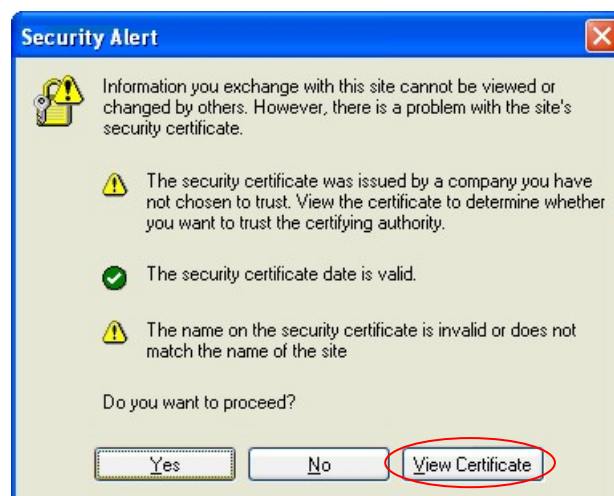 Security Alert
Information you exchange with this site cannot be viewed or
changed by others. However, there is a problem with the site's
security certificate.
The security certificate was issued by a company you have
not chosen to trust. View the certificate to determine whether
you want to trust the certifying authority.
The security certificate date is valid.
The name on the security certificate is invalid or does not
match the name of the site
Do you want to proceed?
Yes No View Certificate